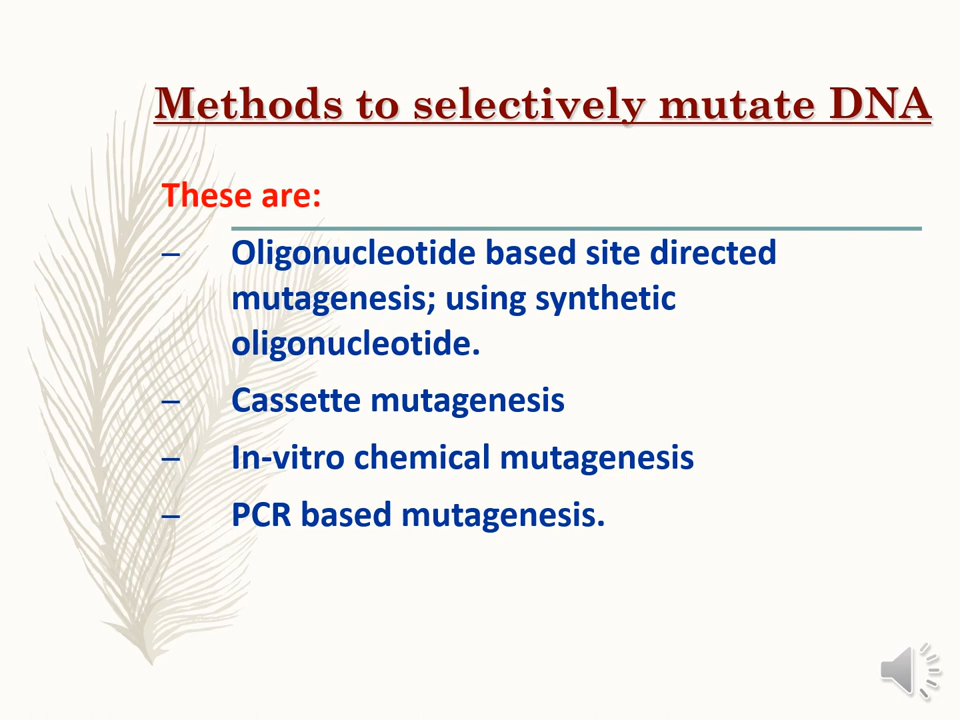 Methods to selectively mutate DNA
These are:
– Oligonucleotide based site directed
mutagenesis; using synthetic
oligonucleotide.
– Cassette mutagenesis
– In-vitro chemical mutagenesis
– PCR based mutagenesis.